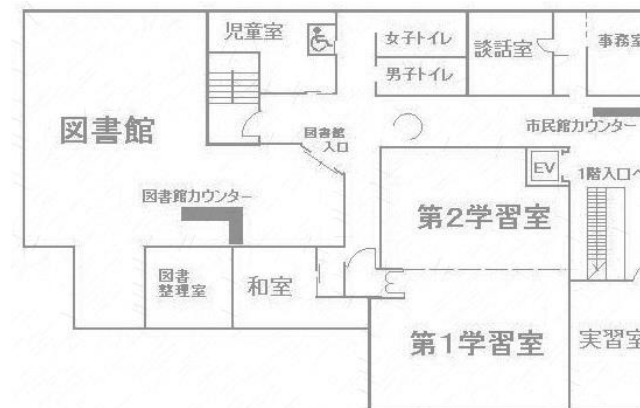 児童室
女子トイレ
談話室
事務室
男子トイレ
図書館
図書館
入口
市民館カウンター
EV
1階入口へ
図書館カウンター
第2学習室
図書
整理室
和室
第1学習室
実習室